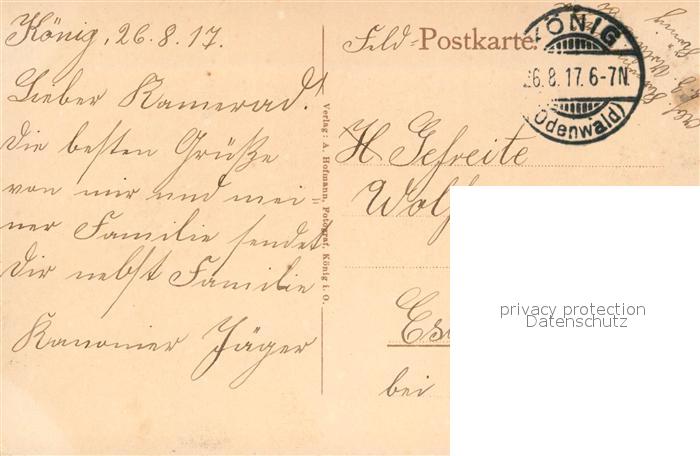 König, 26.8.17.
Lieber Kamerad!
Die besten Grüße
von mir und mei=
ner Familie sendet
Dir nebst Familie
Kanonier Jäger
Verlag: A. Hofmann, Fotograf, König i. O.
Feld=Postkarte.
KÖNIG
26.8.17.6-7N.
(Odenwald)
H Gefreite
Wolf
bei
privacy protection
Datenschutz